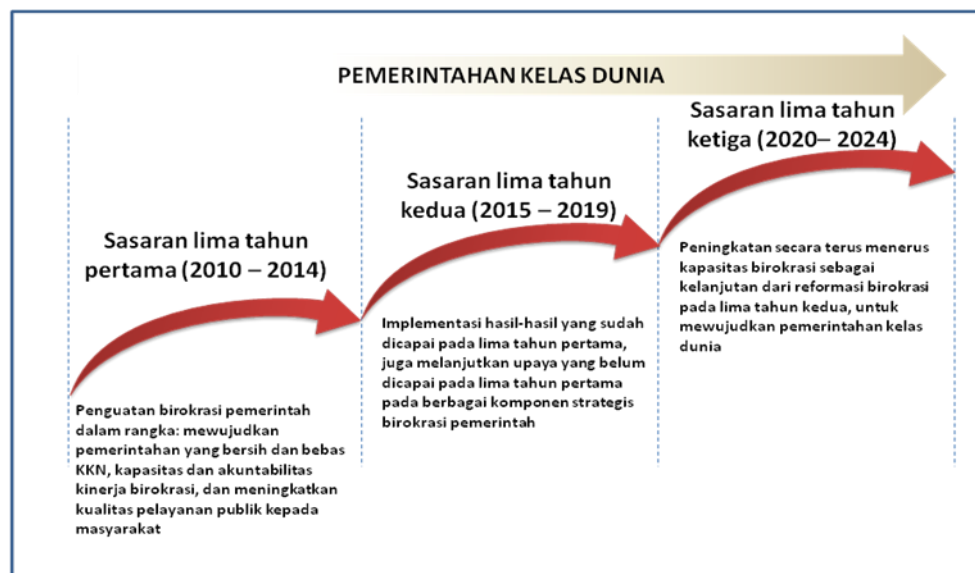 PEMERINTAHAN KELAS DUNIA
Sasaran lima tahun
pertama (2010 – 2014)
Penguatan birokrasi pemerintah
dalam rangka: mewujudkan
pemerintahan yang bersih dan bebas
KKN, kapasitas dan akuntabilitas
kinerja birokrasi, dan meningkatkan
kualitas pelayanan publik kepada
masyarakat
Sasaran lima tahun
kedua (2015 – 2019)
Implementasi hasil-hasil yang sudah
dicapai pada lima tahun pertama,
juga melanjutkan upaya yang belum
dicapai pada lima tahun pertama
pada berbagai komponen strategis
birokrasi pemerintah
Sasaran lima tahun
ketiga (2020– 2024)
Peningkatan secara terus menerus
kapasitas birokrasi sebagai
kelanjutan dari reformasi birokrasi
pada lima tahun kedua, untuk
mewujudkan pemerintahan kelas
dunia